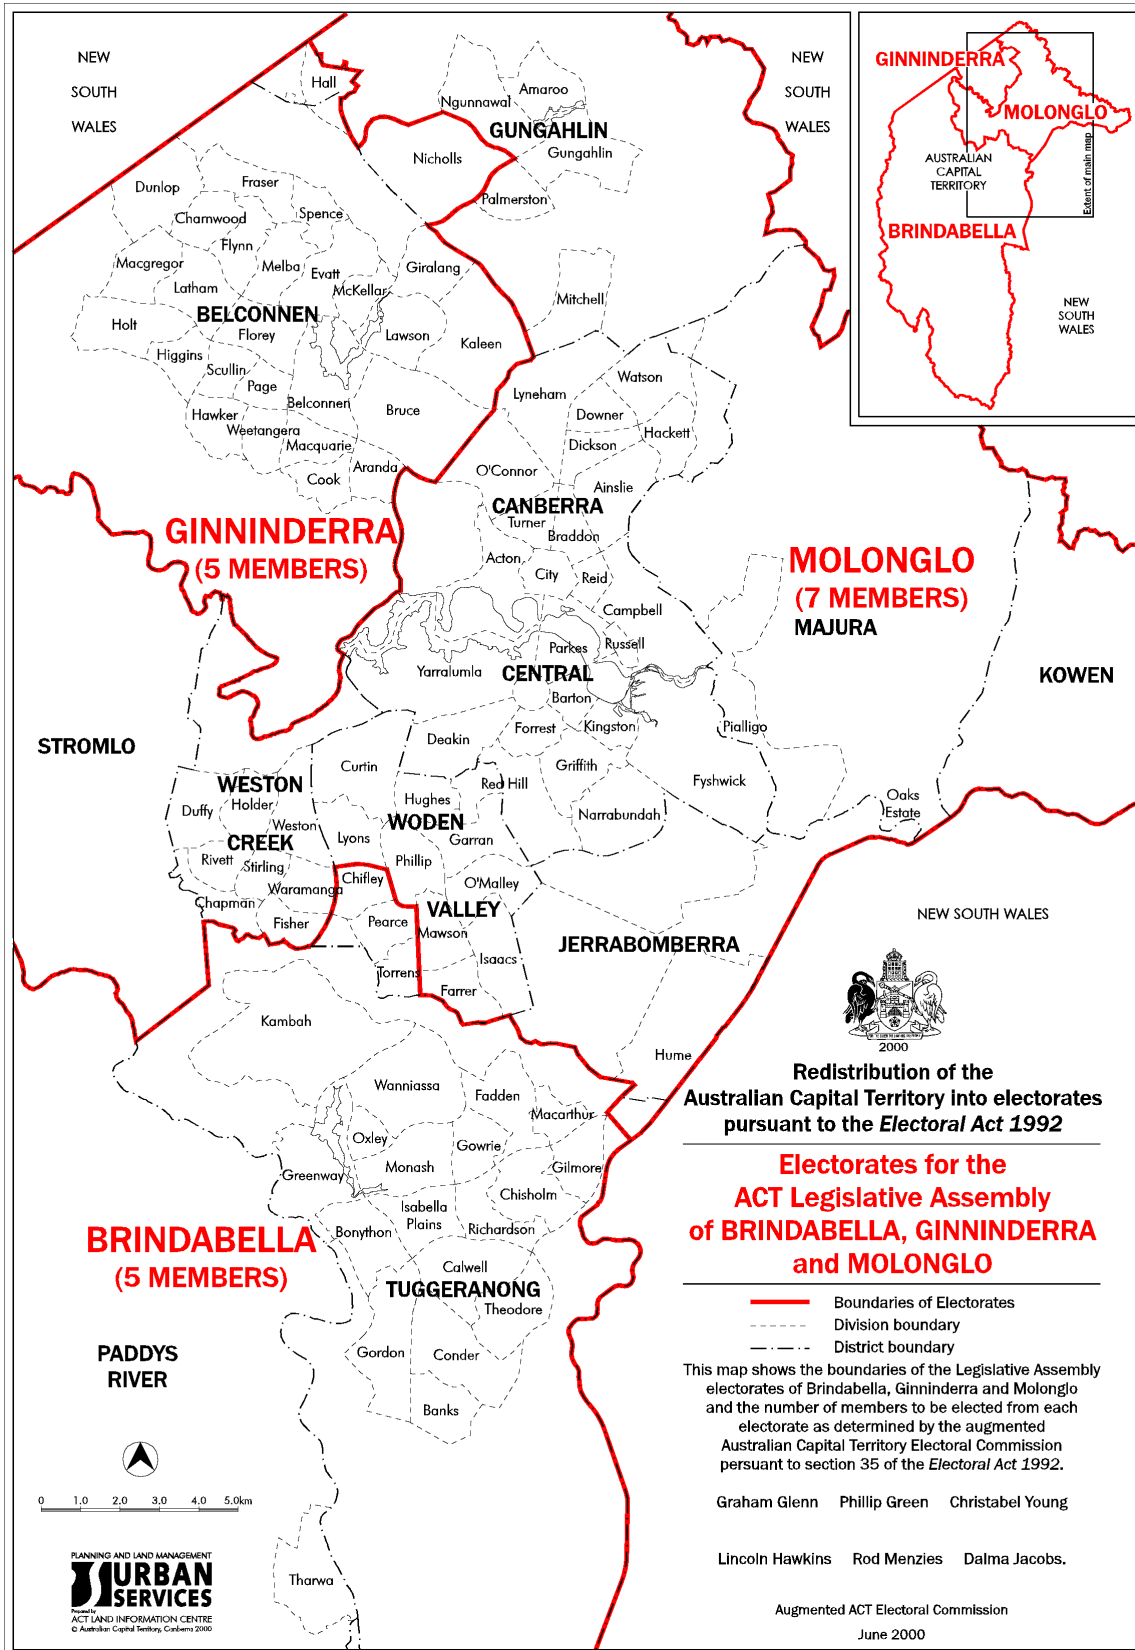 NEW
SOUTH
WALES
Hall
Ngunnawal
Amaroo
GUNGAHLIN
Nicholls
Gungahlin
Palmerston
NEW
SOUTH
WALES
GINNINDERRA
MOLONGLO
AUSTRALIAN
CAPITAL
TERRITORY
Extent of main map
BRINDABELLA
NEW
SOUTH
WALES
Dunlop
Fraser
Charnwood
Spence
Flynn
Macgregor
Melba
Evatt
Giralang
Latham
McKellar
Mitchell
BELCONNEN
Holt
Florey
Lawson
Kaleen
Higgins
Scullin
Page
Belconnen
Bruce
Hawker
Weetangera
Macquarie
Aranda
Cook
Lyneham
Watson
Downer
Dickson
Hackett
O'Connor
Ainslie
CANBERRA
Turner
Braddon
Acton
City
Reid
Campbell
GINNINDERRA
(5 MEMBERS)
MOLONGLO
(7 MEMBERS)
MAJURA
KOWEN
Parkes
Russell
Yarralumla
CENTRAL
Barton
Forrest
Kingston
Pialligo
Deakin
STROMLO
Curtin
Griffith
Red Hill
Fyshwick
WESTON
Holder
Duffy
Weston
CREEK
Hughes
WODEN
Narrabundah
Oaks
Estate
Lyons
Garran
Rivett
Stirling
Phillip
Waramanga
Chifley
O'Malley
Chapman
Fisher
Pearce
VALLEY
Mawson
JERRABOMBERRA
Isaacs
Torrens
Farrer
NEW SOUTH WALES
Kambah
Hume
Wanniassa
Fadden
Macarthur
Oxley
Gowrie
Monash
Gilmore
Greenway
Chisholm
Isabella
Plains
Bonython
Richardson
BRINDABELLA
(5 MEMBERS)
Calwell
TUGGERANONG
Theodore
PADDYS
RIVER
Gordon
Conder
Banks
Tharwa
2000
Redistribution of the
Australian Capital Territory into electorates
pursuant to the Electoral Act 1992
Electorates for the
ACT Legislative Assembly
of BRINDABELLA, GINNINDERRA
and MOLONGLO
Boundaries of Electorates
Division boundary
District boundary
This map shows the boundaries of the Legislative Assembly
electorates of Brindabella, Ginninderra and Molonglo
and the number of members to be elected from each
electorate as determined by the augmented
Australian Capital Territory Electoral Commission
pursuant to section 35 of the Electoral Act 1992.
Graham Glenn Phillip Green Christabel Young
Lincoln Hawkins Rod Menzies Dalma Jacobs.
Augmented ACT Electoral Commission
June 2000
0 1.0 2.0 3.0 4.0 5.0km
PLANNING AND LAND MANAGEMENT
URBAN
SERVICES
Prepared by
ACT LAND INFORMATION CENTRE
© Australian Capital Territory, Canberra 2000